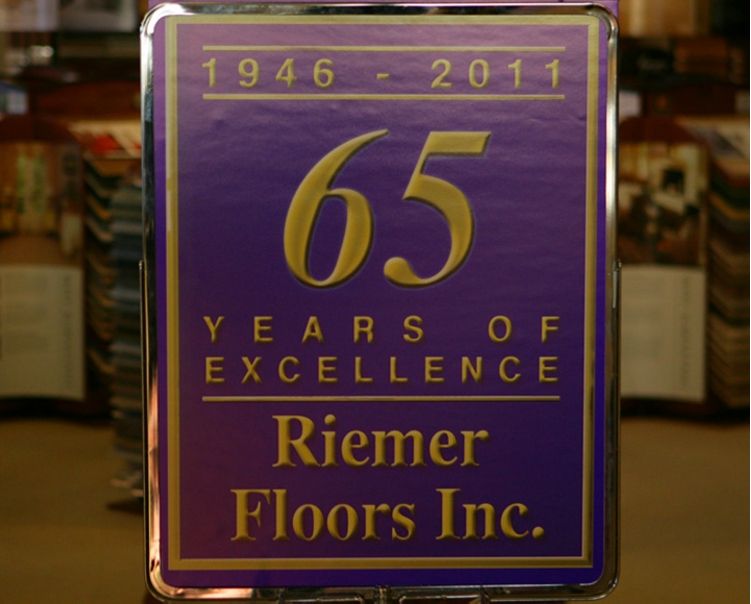 1946 - 2011
65
YEARS OF
EXCELLENCE
Riemer
Floors Inc.